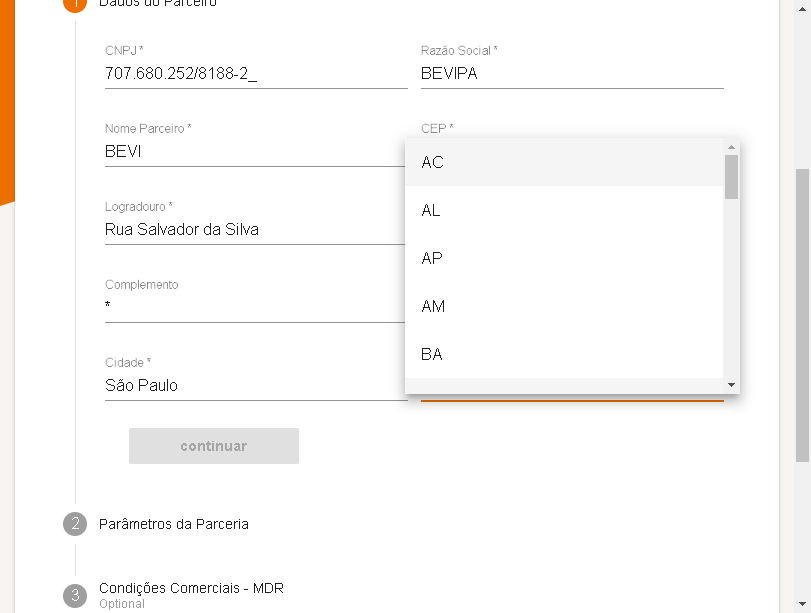 1 Dados do Parceiro
CNPJ * Razão Social *
707.680.252/8188-2_ BEVIPA
Nome Parceiro * CEP *
BEVI
AC
Logradouro *
AL
Rua Salvador da Silva
AP
Complemento
*
AM
Cidade *
BA
São Paulo
continuar
2 Parâmetros da Parceria
3 Condições Comerciais - MDR
Optional